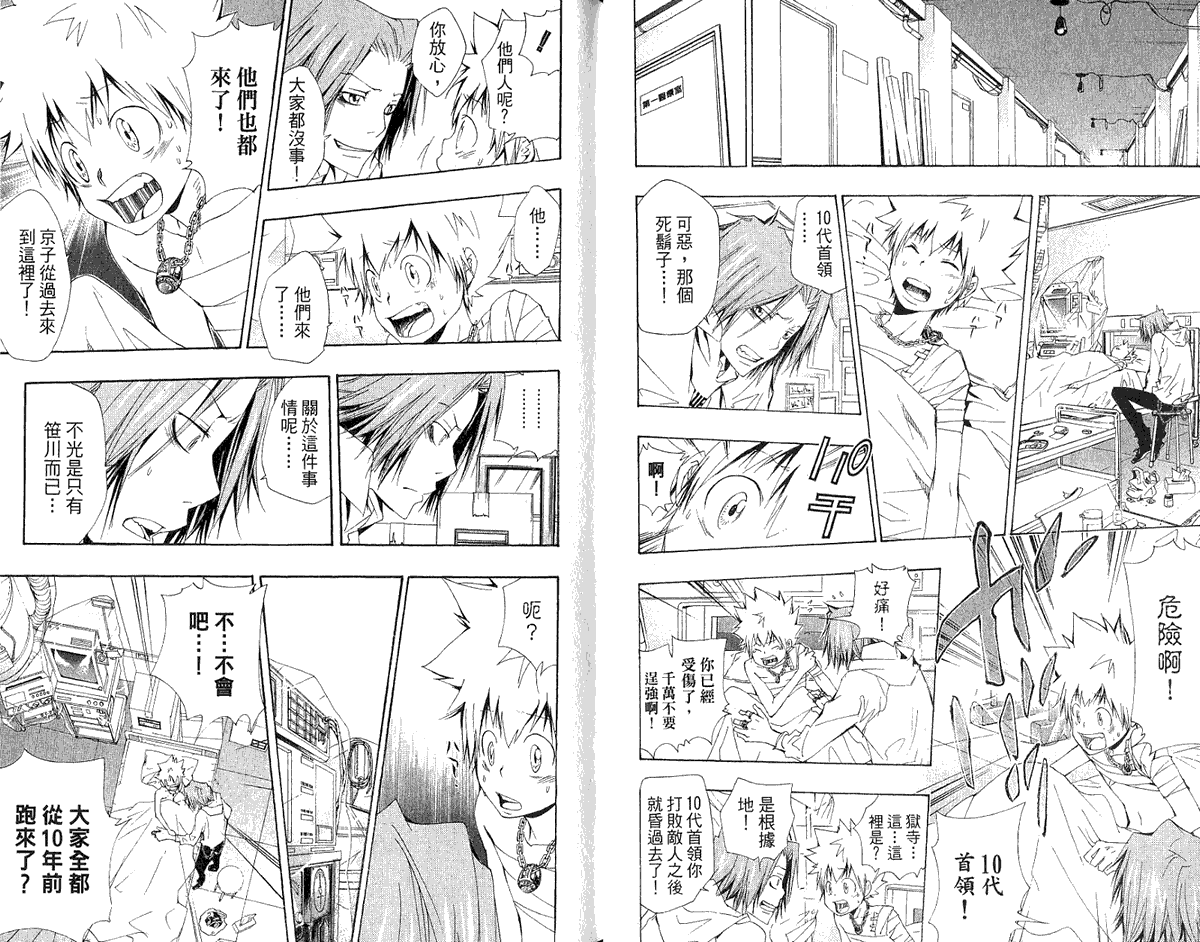 第一醫療室
10代首領
……
可惡，那個
死鬍子…！
啊！
危險啊！
10代
首領！
好痛！
你已經
受傷了，
千萬不要
逞強啊！
獄寺…
這…這
裡是？
是根據
地！
10代首領你
打敗敵人之後
就昏過去了！
！！
他們人呢？
你放心，
大家都沒事！
他們也都
來了！
京子從過去來
到這裡了！
他……
他們來
了……
………
關於這件事
情呢……
不光是只有
笹川而已…
呃？
不…不會
吧…！
大家全都
從10年前
跑來了？